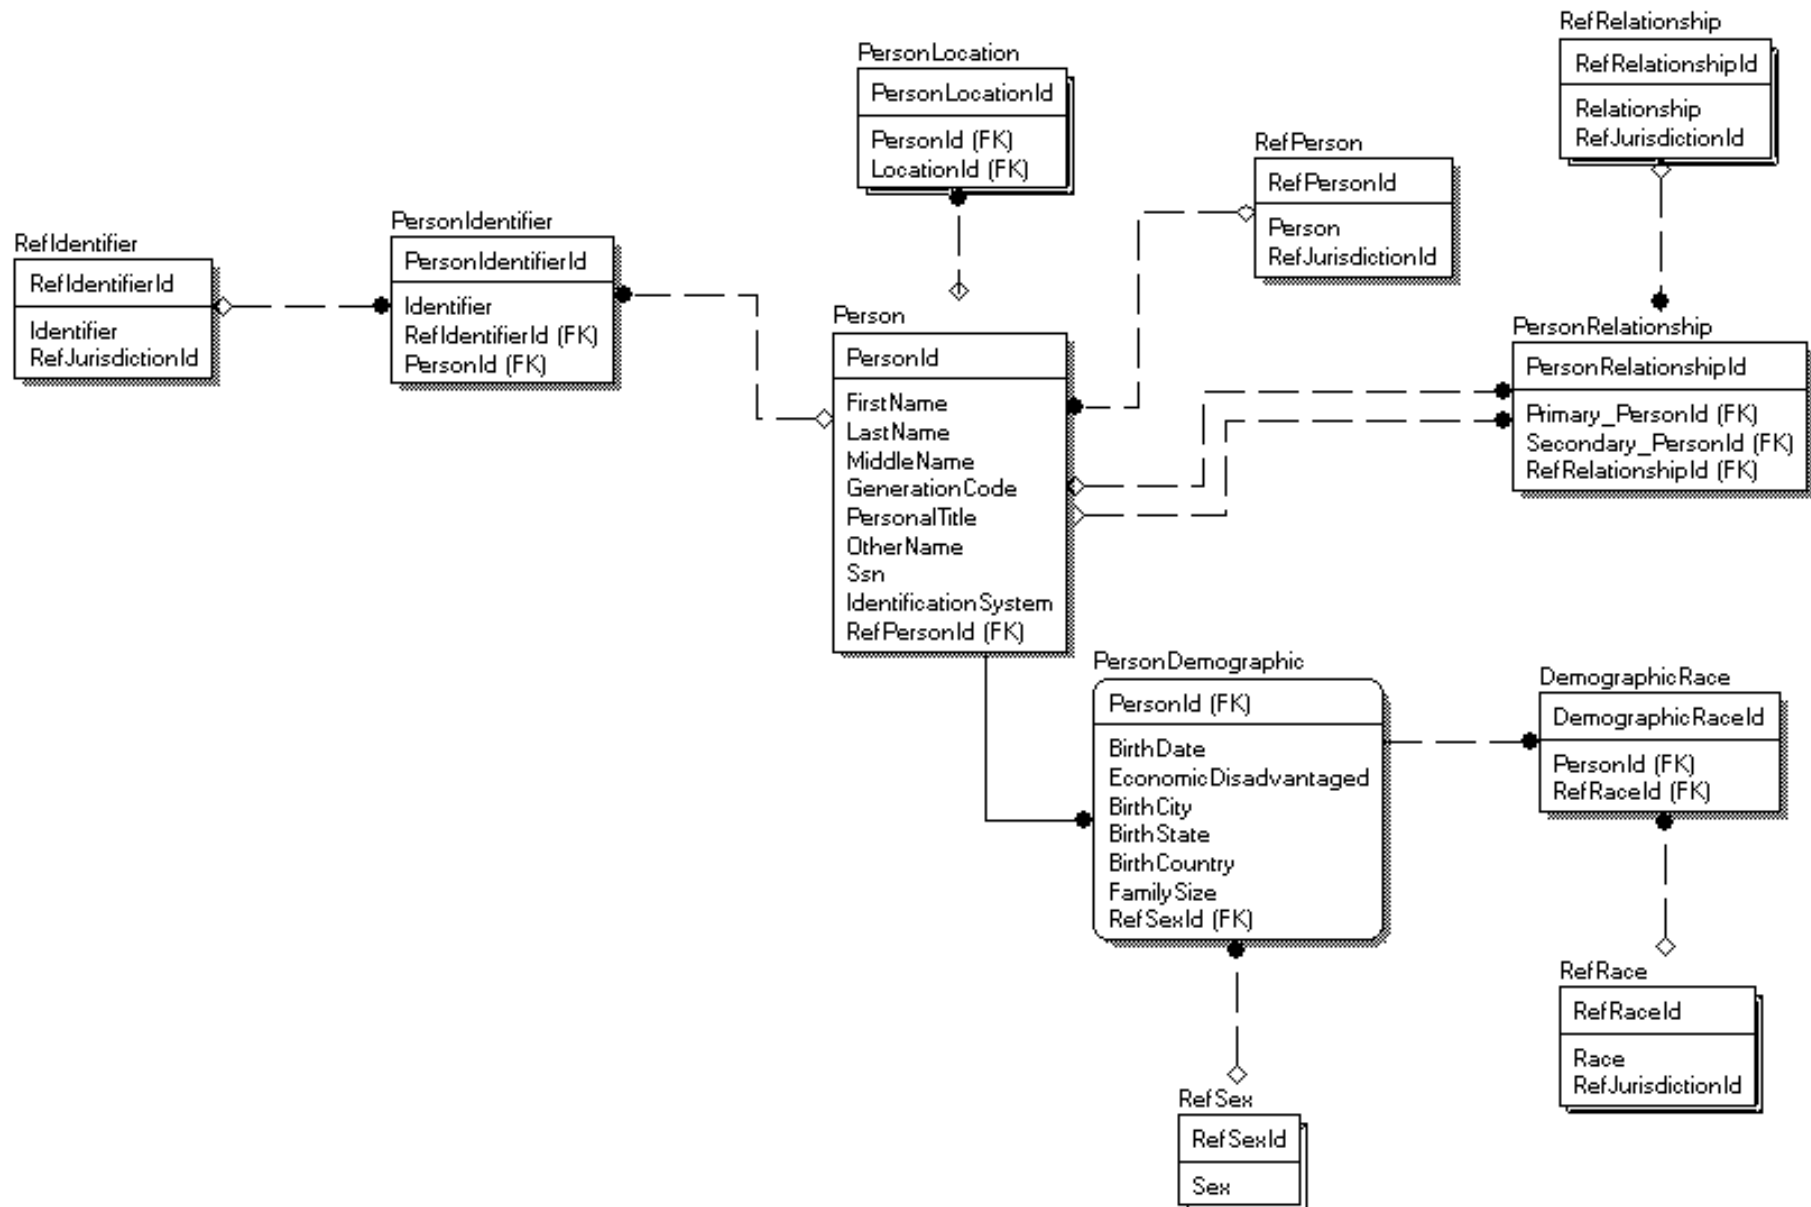 RefRelationship
RefRelationshipId
Relationship
RefJurisdictionId
PersonLocation
PersonLocationId
PersonId (FK)
LocationId (FK)
RefPerson
RefPersonId
Person
RefJurisdictionId
RefIdentifier
RefIdentifierId
Identifier
RefJurisdictionId
PersonIdentifier
PersonIdentifierId
Identifier
RefIdentifierId (FK)
PersonId (FK)
Person
PersonId
FirstName
LastName
MiddleName
GenerationCode
PersonalTitle
OtherName
Ssn
IdentificationSystem
RefPersonId (FK)
PersonRelationship
PersonRelationshipId
Primary_PersonId (FK)
Secondary_PersonId (FK)
RefRelationshipId (FK)
PersonDemographic
PersonId (FK)
BirthDate
EconomicDisadvantaged
BirthCity
BirthState
BirthCountry
FamilySize
RefSexId (FK)
DemographicRace
DemographicRaceId
PersonId (FK)
RefRaceId (FK)
RefRace
RefRaceId
Race
RefJurisdictionId
RefSex
RefSexId
Sex